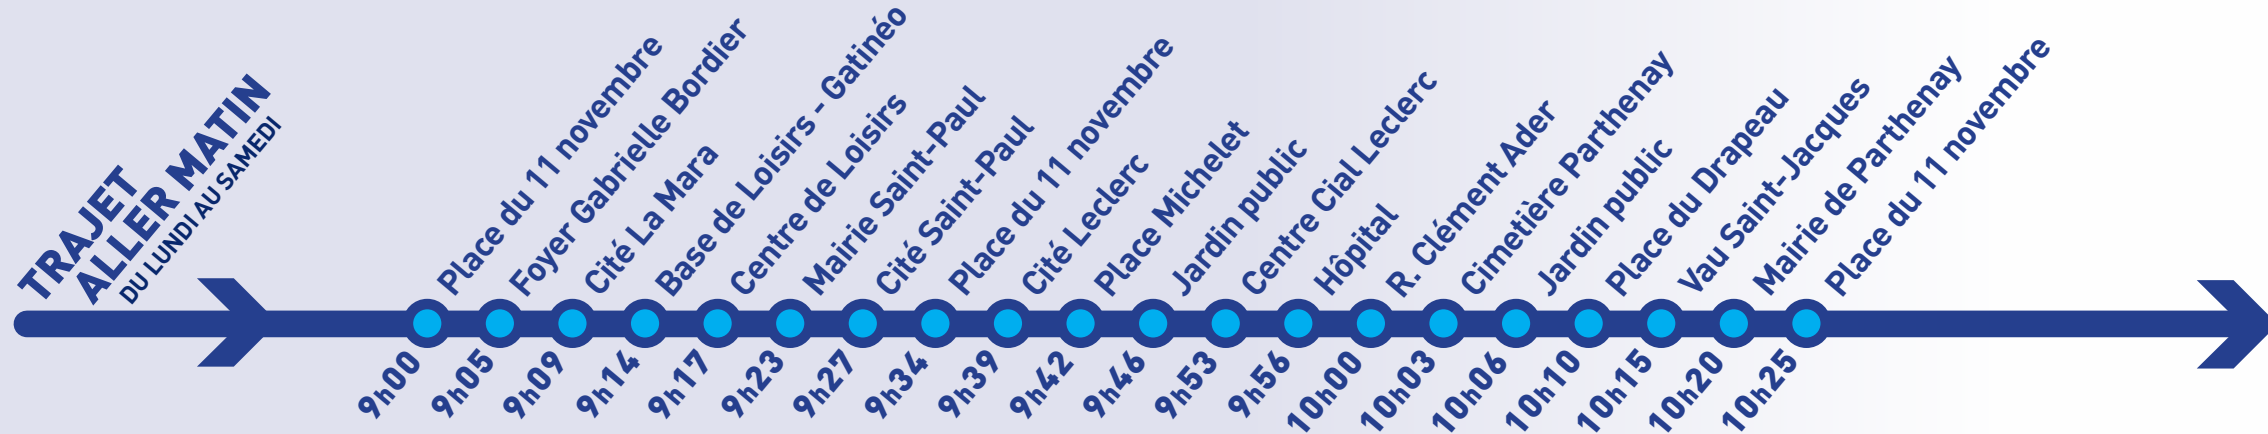 TRAJET
ALLER MATIN
DU LUNDI AU SAMEDI
Place du 11 novembre
Foyer Gabrielle Bordier
Cité La Mara
Base de Loisirs - Gatinéo
Centre de Loisirs
Mairie Saint-Paul
Cité Saint-Paul
Place du 11 novembre
Cité Leclerc
Place Michelet
Jardin public
Centre Cial Leclerc
Hôpital
R. Clément Ader
Cimetière Parthenay
Jardin public
Place du Drapeau
Vau Saint-Jacques
Mairie de Parthenay
Place du 11 novembre
9h00
9h05
9h09
9h14
9h17
9h23
9h27
9h34
9h39
9h42
9h46
9h53
9h56
10h00
10h03
10h06
10h10
10h15
10h20
10h25